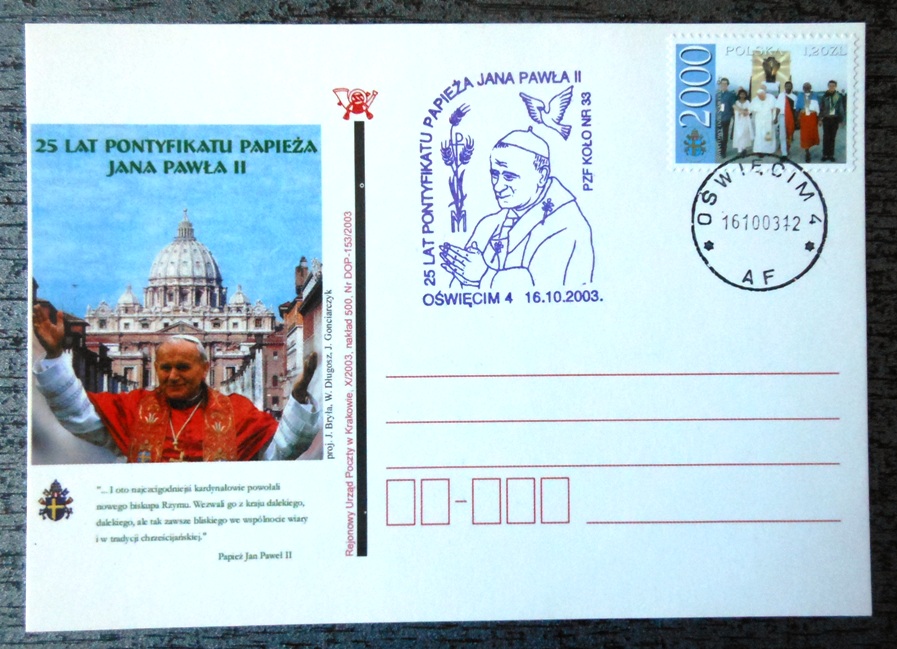 25 LAT PONTYFIKATU PAPIEŻA
JANA PAWŁA II
"... I oto najczcigodniejsi kardynałowie powołali
nowego biskupa Rzymu. Wezwali go z kraju dalekiego,
dalekiego, ale tak zawsze bliskiego we wspólnocie wiary
i w tradycji chrześcijańskiej."
Papież Jan Paweł II
proj. J. Bryła, W. Długosz, J. Gonciarczyk
Rejonowy Urząd Poczty w Krakowie, X/2003, nakład 500, Nr DOP-153/2003
25 LAT PONTYFIKATU PAPIEŻA JANA PAWŁA II
PZF KOŁO NR 33
OŚWIĘCIM 4 16.10.2003.
POLSKA 1,20ZŁ
2000
OŚWIĘCIM 4
161003-12
AF